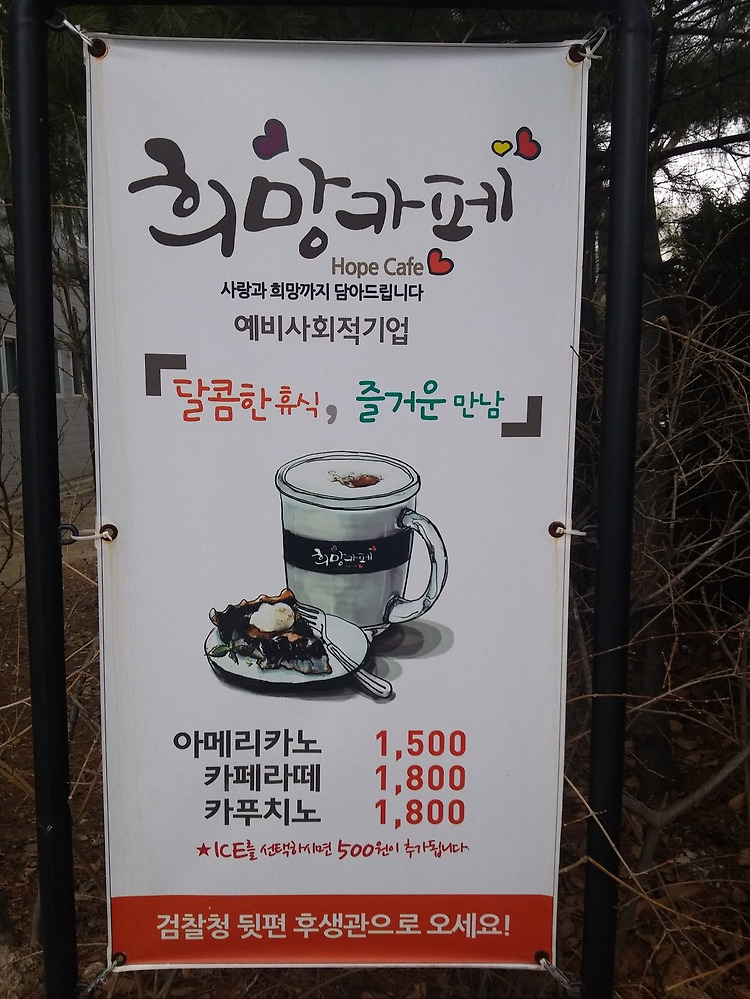 희망카페
Hope Cafe
사랑과 희망까지 담아드립니다
예비사회적기업
「달콤한 휴식, 즐거운 만남」
희망카페
아메리카노 1,500
카페라떼 1,800
카푸치노 1,800
★ICE를 선택하시면 500원이 추가됩니다.
검찰청 뒷편 후생관으로 오세요!